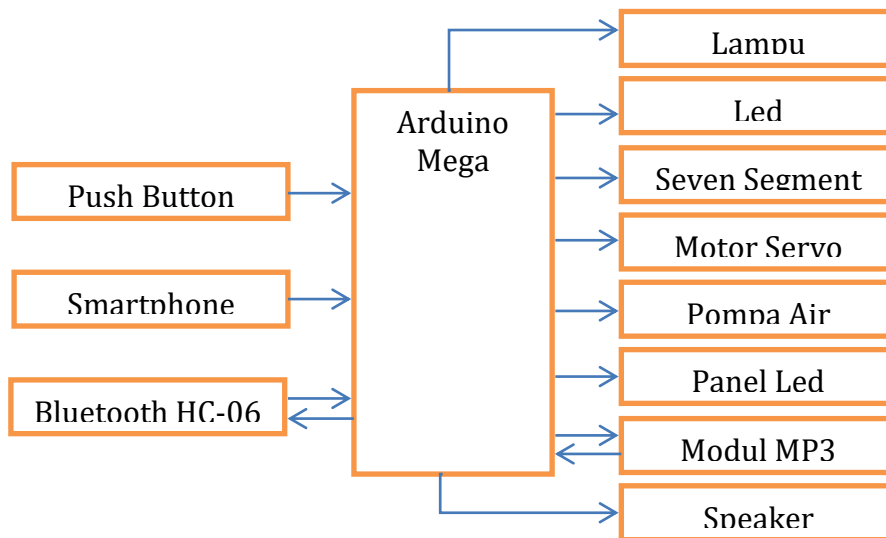 Lampu
Led
Arduino
Mega
Seven Segment
Push Button
Motor Servo
Smartphone
Pompa Air
Panel Led
Bluetooth HC-06
Modul MP3
Speaker